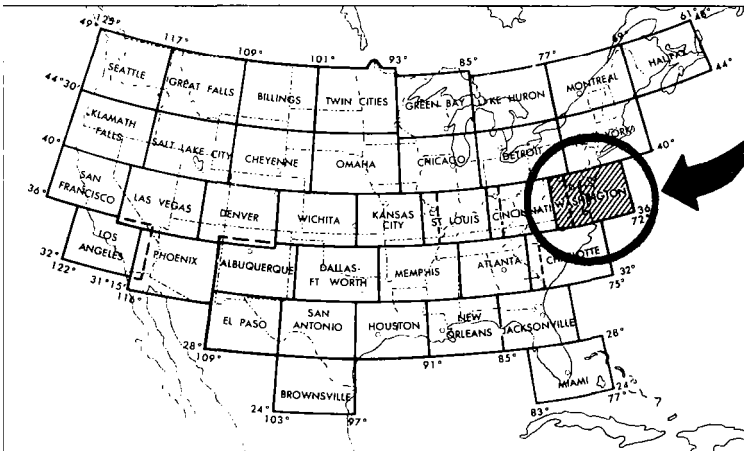 49° 125° 117° 109° 101° 93° 85° 77° 69° 61° 48°
SEATTLE GREAT FALLS BILLINGS TWIN CITIES GREEN BAY LAKE HURON MONTREAL HALIFAX
44° 30' 44°
KLAMATH
FALLS SALT LAKE CITY CHEYENNE OMAHA CHICAGO DETROIT NEW YORK
40° 40°
SAN
FRANCISCO LAS VEGAS DENVER WICHITA KANSAS
CITY ST LOUIS CINCINNATI WASHINGTON
36° 36°
72°
LOS
ANGELES PHOENIX ALBUQUERQUE DALLAS-
FT WORTH MEMPHIS ATLANTA CHARLOTTE
32° 122° 31° 15' 116° 32° 75°
EL PASO SAN
ANTONIO HOUSTON NEW
ORLEANS JACKSONVILLE
28° 109° 91° 85° 28°
BROWNSVILLE MIAMI
24° 103° 97° 83° 24° 77°